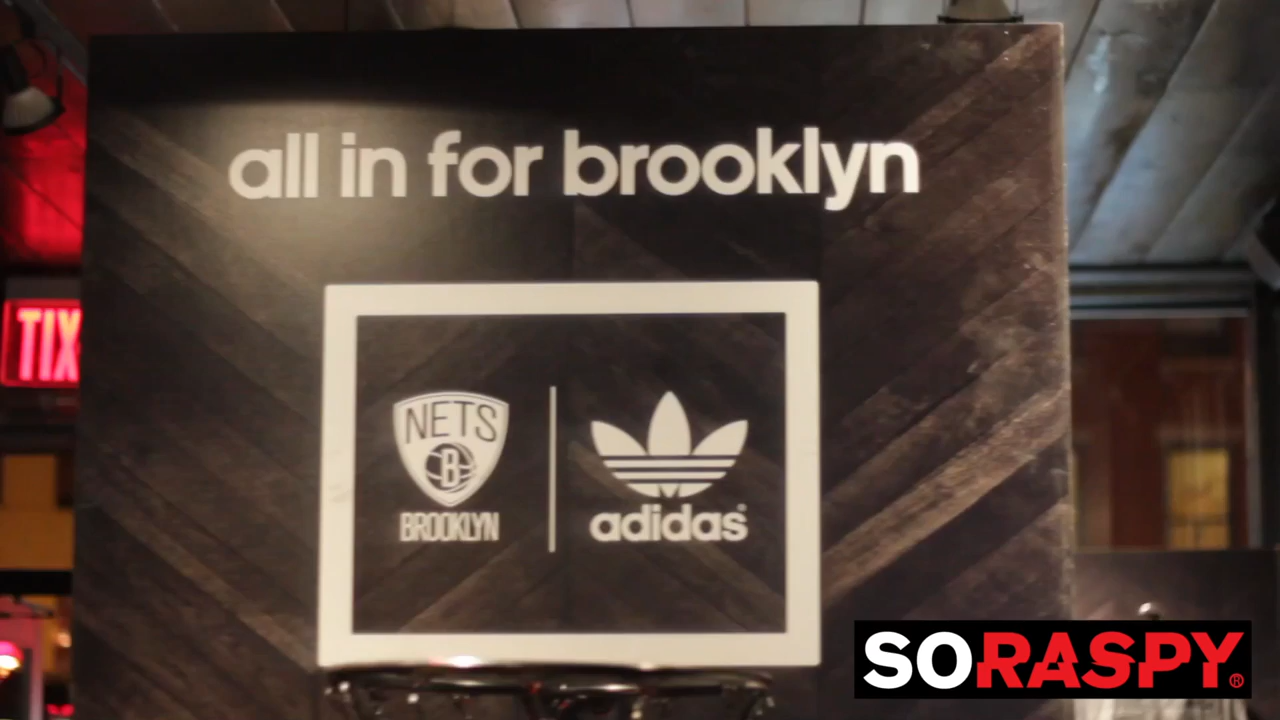 all in for brooklyn
TIX
NETS
B
BROOKLYN
adidas
SORASPY®